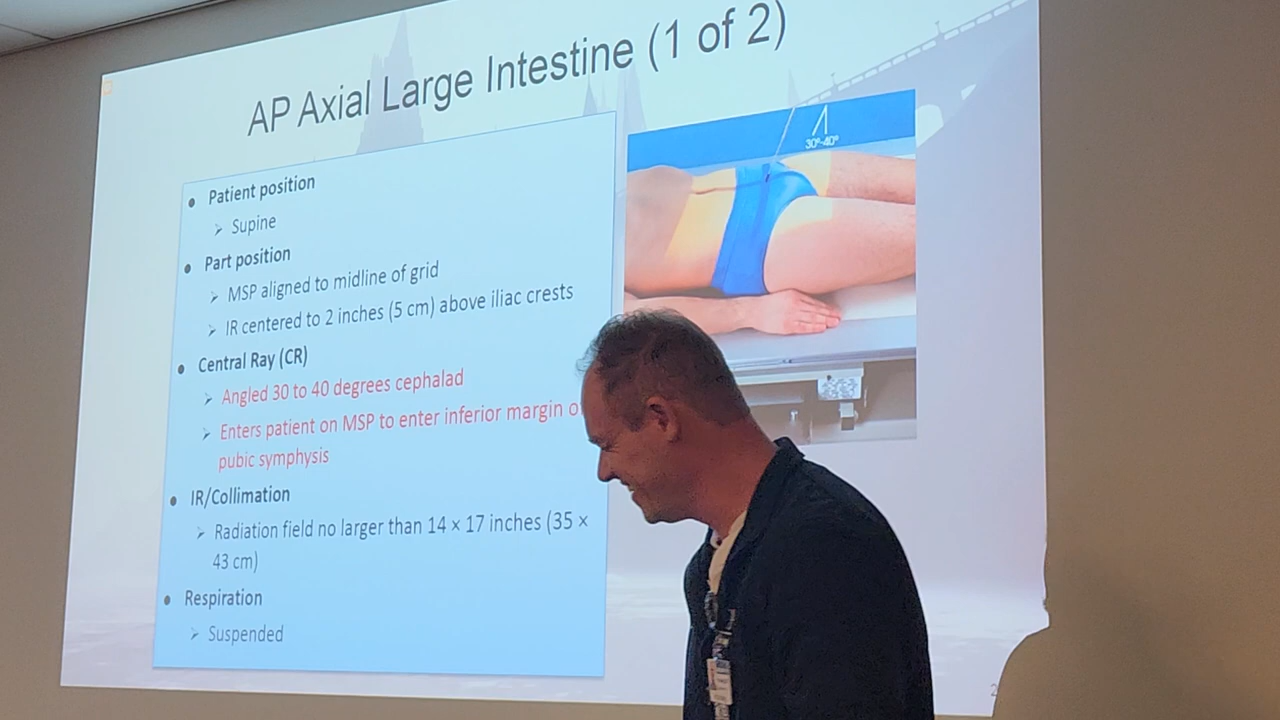 AP Axial Large Intestine (1 of 2)
● Patient position
➢ Supine
● Part position
➢ MSP aligned to midline of grid
➢ IR centered to 2 inches (5 cm) above iliac crests
● Central Ray (CR)
➢ Angled 30 to 40 degrees cephalad
➢ Enters patient on MSP to enter inferior margin
pubic symphysis
● IR/Collimation
➢ Radiation field no larger than 14 × 17 inches (35 ×
43 cm)
● Respiration
➢ Suspended
30º-40º